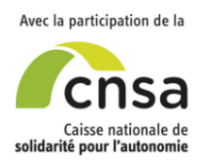 Avec la participation de la
cnsa
Caisse nationale de
solidarité pour l'autonomie